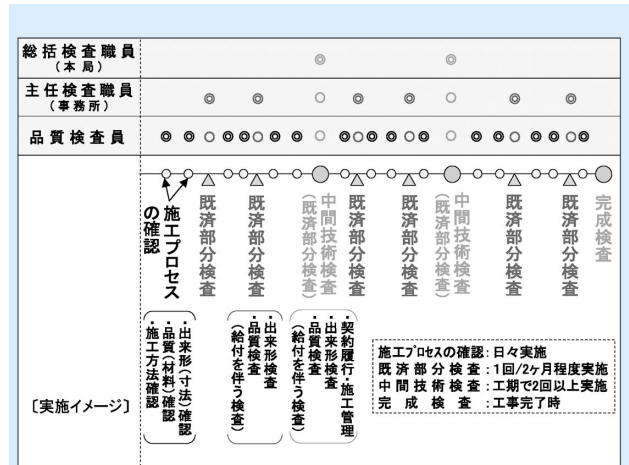 総括検査職員
(本局)
主任検査職員
(事務所)
品質検査員
施工プロセス
の確認
既済部分検査
既済部分検査
中間技術検査
(既済部分検査)
既済部分検査
既済部分検査
中間技術検査
(既済部分検査)
既済部分検査
既済部分検査
完成検査
〔実施イメージ〕
・出来形(寸法)確認
・品質(材料)確認
・施工方法確認
・出来形検査
・品質検査
(給付を伴う検査)
・契約履行・施工管理
・出来形検査
・品質検査
(給付を伴う検査)
施工プロセスの確認:日々実施
既済部分検査:1回/2ヶ月程度実施
中間技術検査:工期で2回以上実施
完成検査:工事完了時